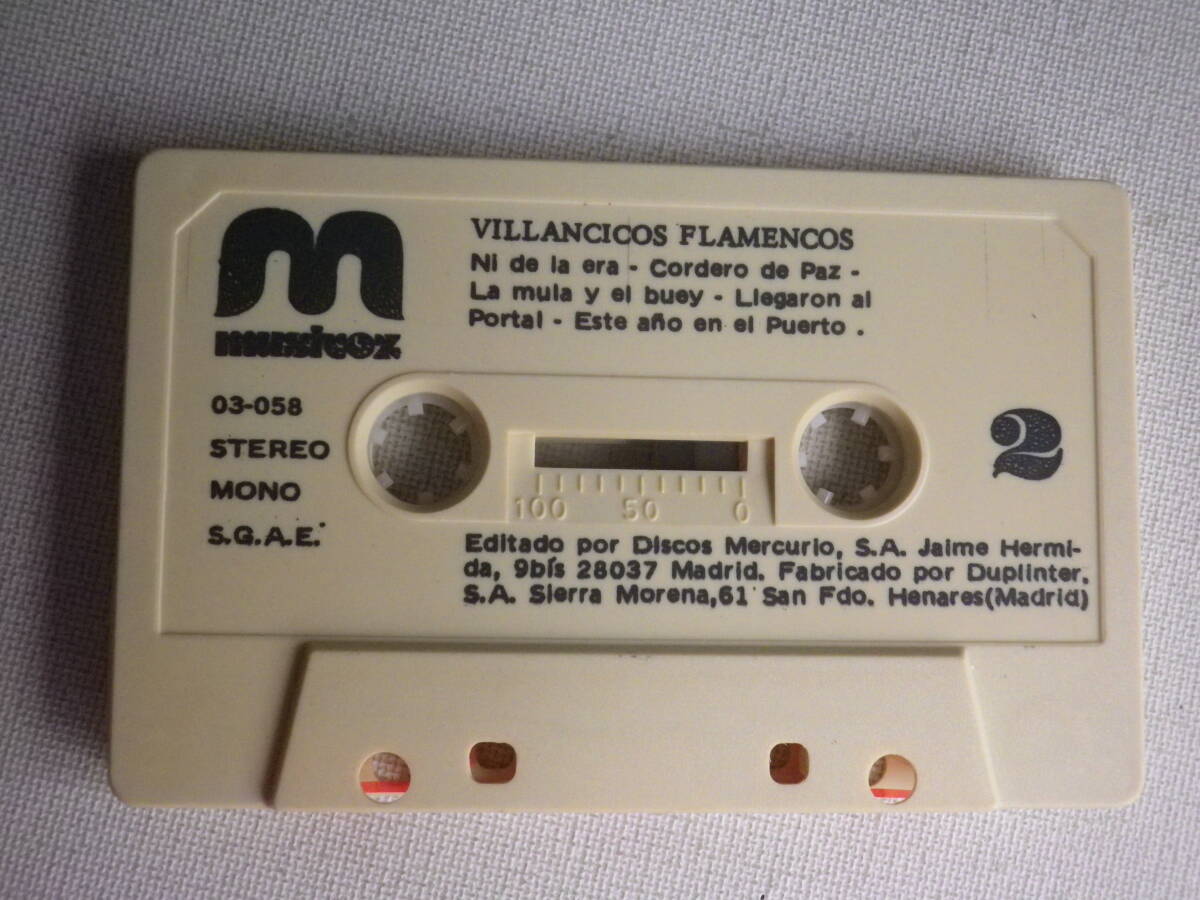 VILLANCICOS FLAMENCOS
Ni de la era - Cordero de Paz -
La mula y el buey - Llegaron al
Portal - Este año en el Puerto .
m
musivoz
03-058
STEREO
MONO
S.G.A.E.
2
100 50 0
Editado por Discos Mercurio, S.A. Jaime Hermi-
da, 9bís 28037 Madrid. Fabricado por Duplinter,
S.A. Sierra Morena,61 San Fdo. Henares(Madrid)